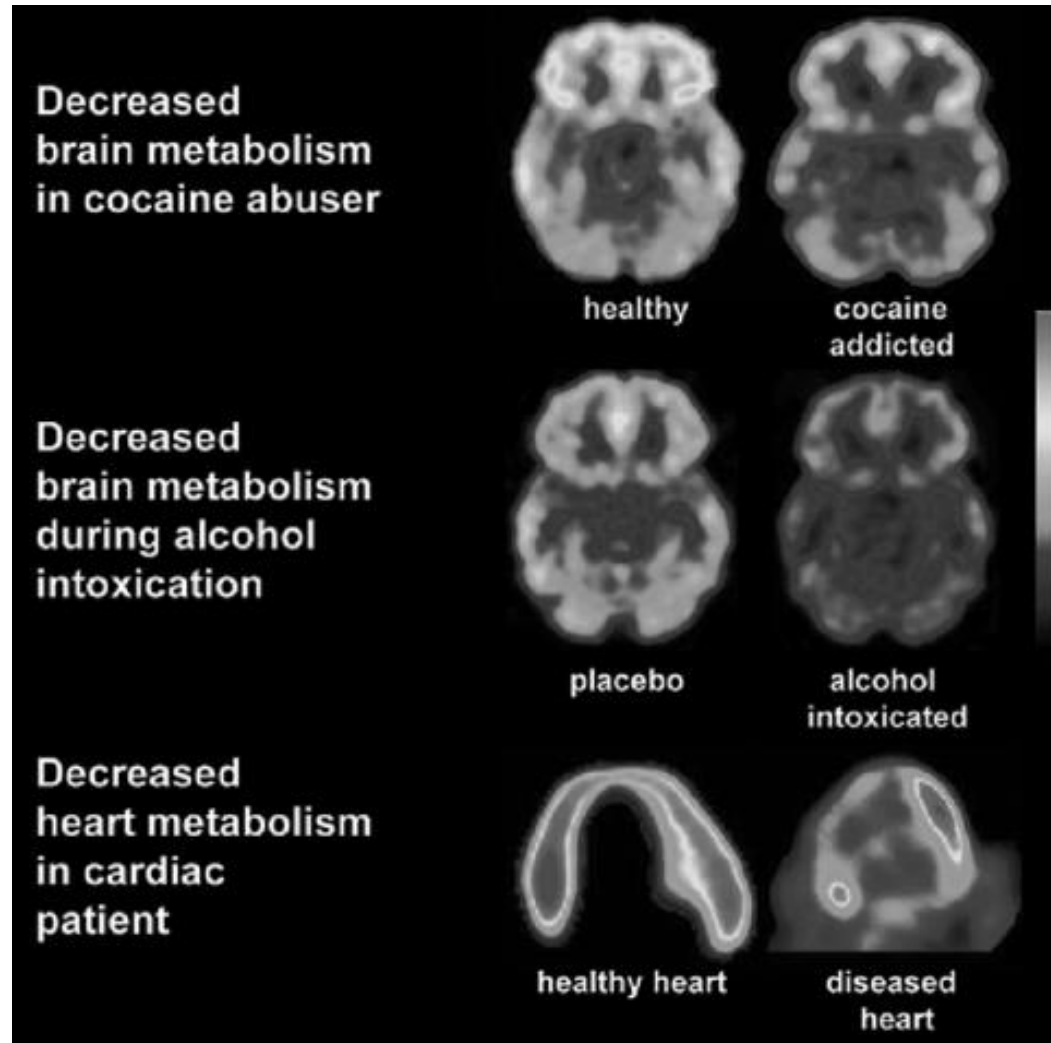 Decreased
brain metabolism
in cocaine abuser
healthy
cocaine
addicted
Decreased
brain metabolism
during alcohol
intoxication
placebo
alcohol
intoxicated
Decreased
heart metabolism
in cardiac
patient
healthy heart
diseased
heart